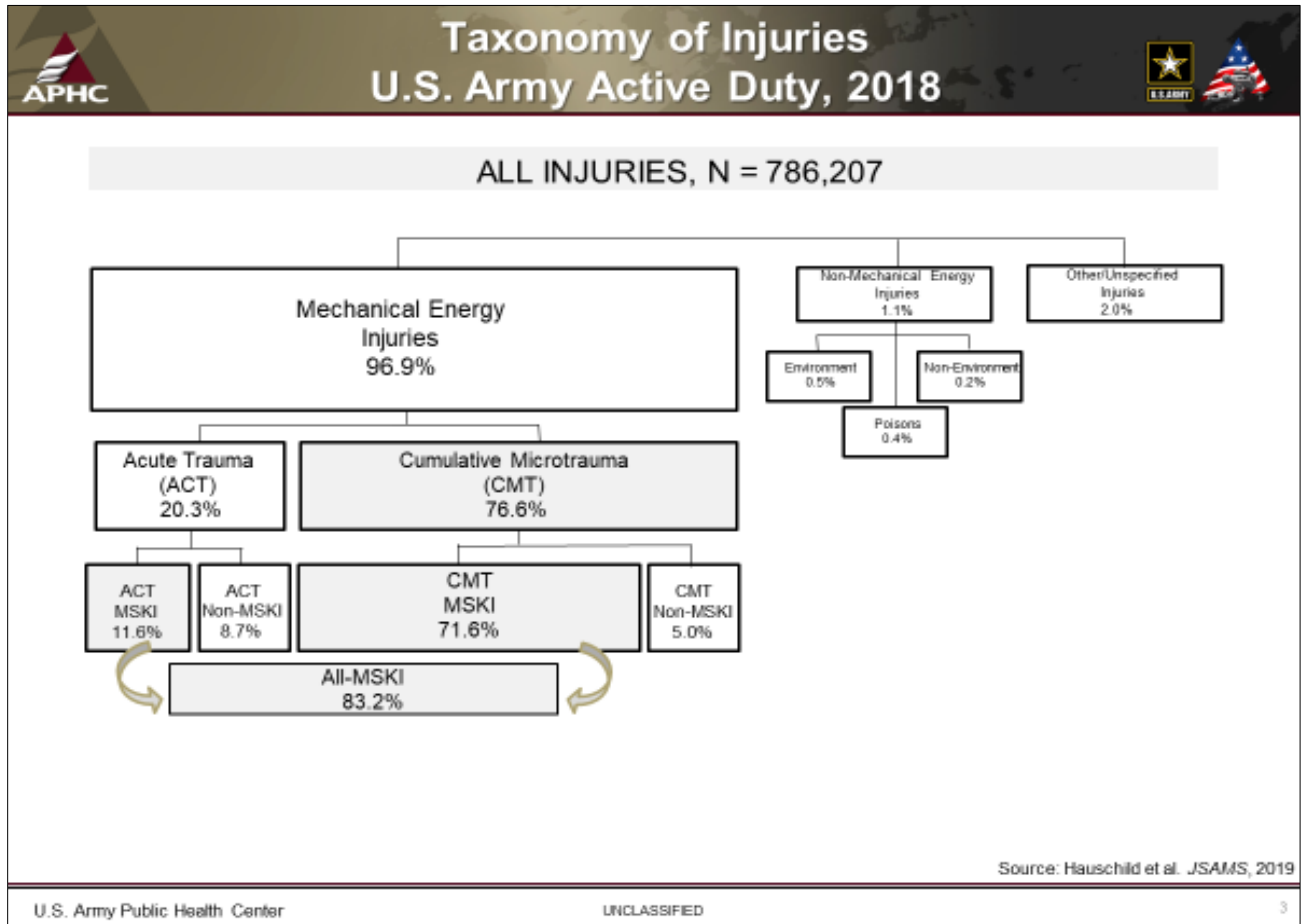 Taxonomy of Injuries
U.S. Army Active Duty, 2018
APHC
U.S.ARMY
ALL INJURIES, N = 786,207
Mechanical Energy
Injuries
96.9%
Non-Mechanical Energy
Injuries
1.1%
Other/Unspecified
Injuries
2.0%
Environment
0.5%
Non-Environment
0.2%
Poisons
0.4%
Acute Trauma
(ACT)
20.3%
Cumulative Microtrauma
(CMT)
76.6%
ACT
MSKI
11.6%
ACT
Non-MSKI
8.7%
CMT
MSKI
71.6%
CMT
Non-MSKI
5.0%
All-MSKI
83.2%
Source: Hauschild et al. JSAMS, 2019
U.S. Army Public Health Center
UNCLASSIFIED
3